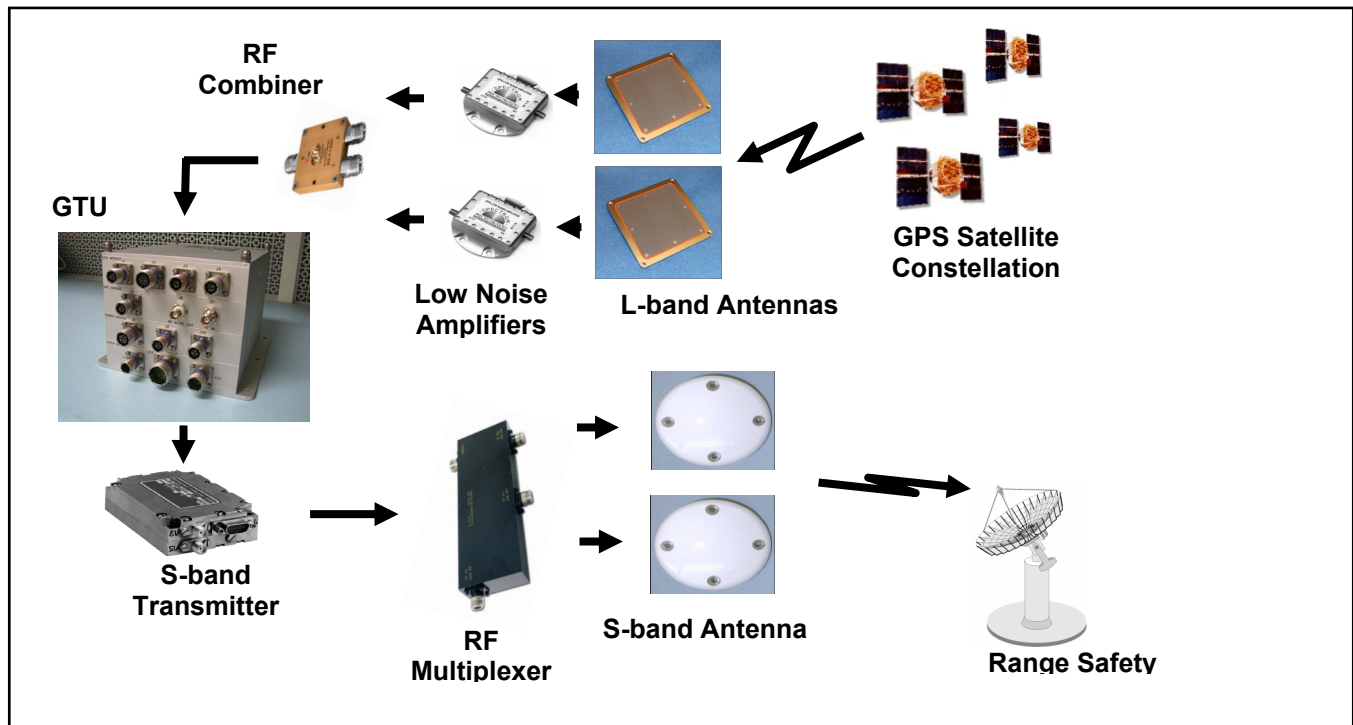 RF
Combiner
GTU
Low Noise
Amplifiers
L-band Antennas
GPS Satellite
Constellation
S-band
Transmitter
RF
Multiplexer
S-band Antenna
Range Safety